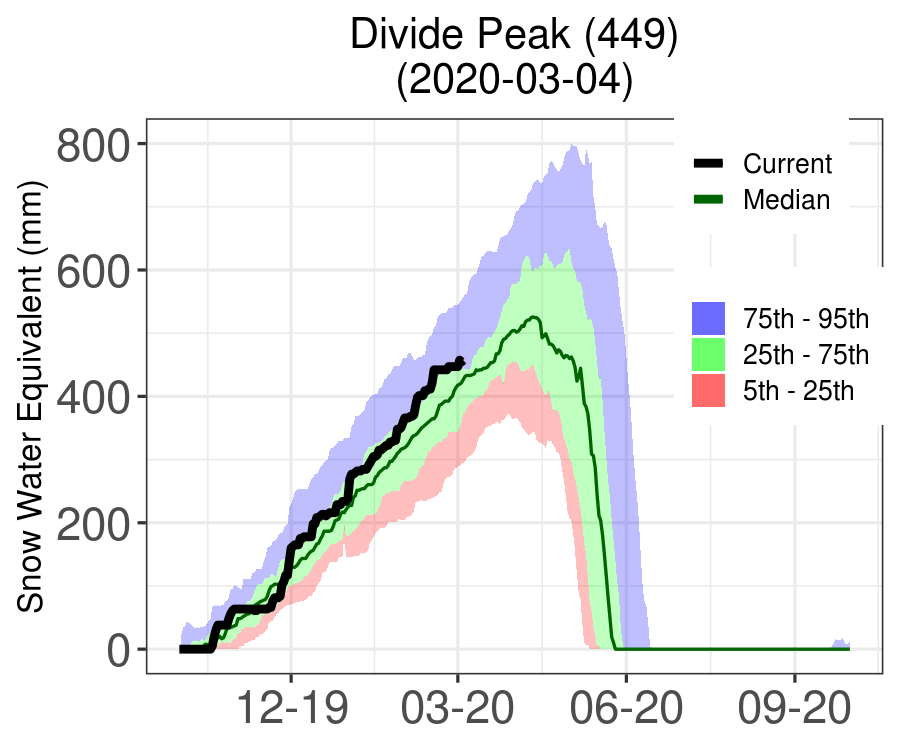 Divide Peak (449)
(2020-03-04)
Snow Water Equivalent (mm)
800
600
400
200
0
12-19
03-20
06-20
09-20
Current
Median
75th - 95th
25th - 75th
5th - 25th